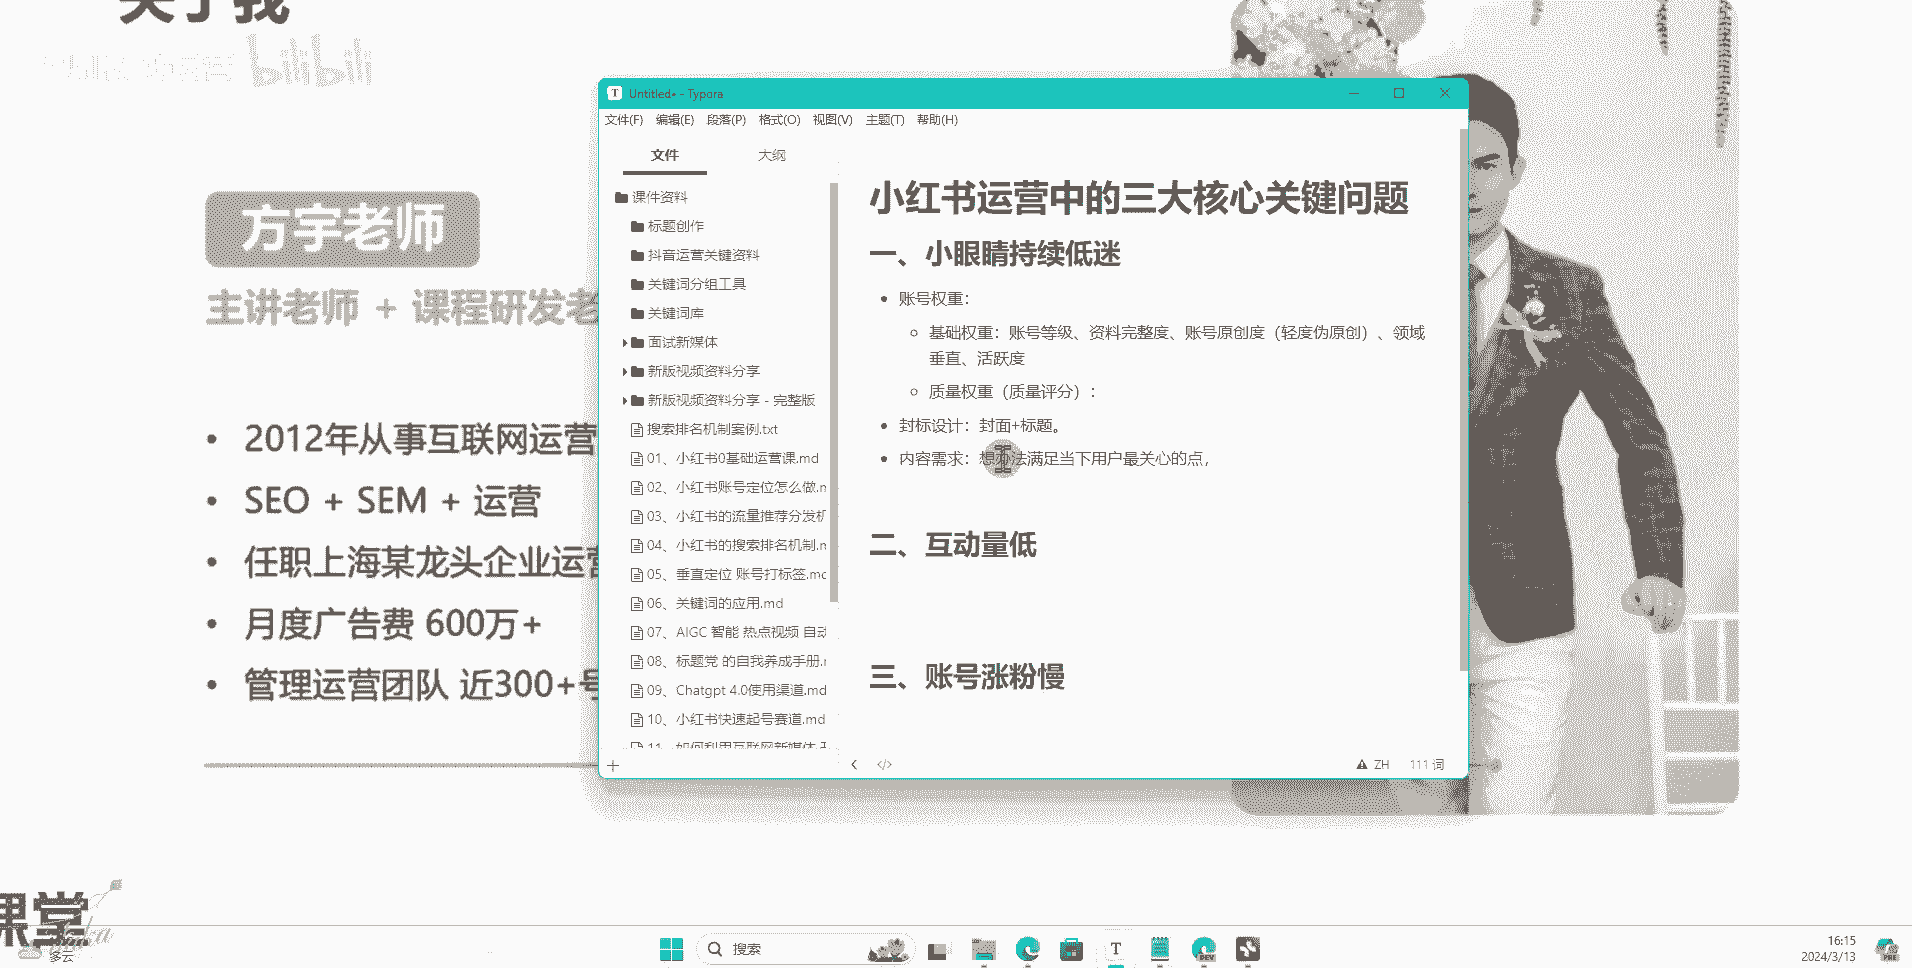 关于我
bilibili
方宇老师
主讲老师 + 课程研发老
• 2012年从事互联网运营
• SEO + SEM + 运营
• 任职上海某龙头企业运营
• 月度广告费 600万+
• 管理运营团队 近300+号
Untitled• - Typora
文件(F) 编辑(E) 段落(P) 格式(O) 视图(V) 主题(T) 帮助(H)
文件 大纲
课件资料
标题创作
抖音运营关键资料
关键词分组工具
关键词库
面试新媒体
新版视频资料分享
新版视频资料分享 - 完整版
搜索排名机制案例.txt
01、小红书0基础运营课.md
02、小红书账号定位怎么做.m
03、小红书的流量推荐分发机
04、小红书的搜索排名机制.m
05、垂直定位 账号打标签.md
06、关键词的应用.md
07、AIGC 智能 热点视频 自动
08、标题党 的自我养成手册.m
09、Chatgpt 4.0使用渠道.md
10、小红书快速起号赛道.md
11、如何利用互联网新媒体
小红书运营中的三大核心关键问题
一、小眼睛持续低迷
• 账号权重：
基础权重：账号等级、资料完整度、账号原创度（轻度伪原创）、领域
垂直、活跃度
质量权重（质量评分）：
• 封标设计：封面+标题。
• 内容需求：想办法满足当下用户最关心的点，
二、互动量低
三、账号涨粉慢
ZH 111 词
课堂
多云
搜索
T
DEV
16:15
2024/3/13
PRE